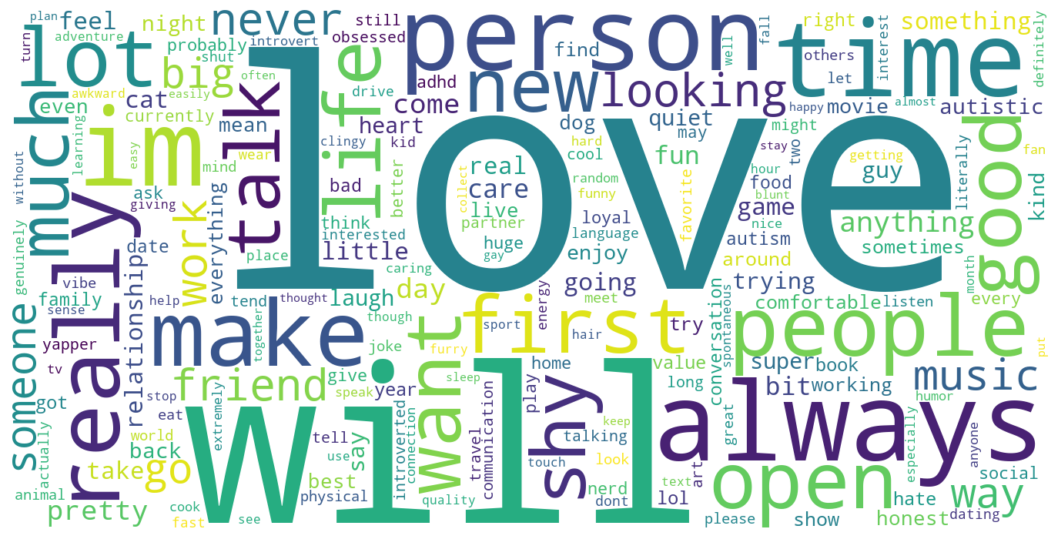 love
will
always
people
person
time
really
make
first
talk
life
lot
im
much
new
looking
good
want
shy
open
friend
music
way
go
work
big
never
someone
relationship
everything
feel
night
plan
adventure
turn
probably
introvert
shut
often
still
obsessed
awkward
easily
even
cat
currently
mean
drive
adhd
come
heart
kid
clingy
find
dog
quiet
may
well
fall
right
something
others
let
interest
definitely
happy
almost
movie
autistic
might
two
stay
getting
fan
learning
easy
without
ask
wear
mind
giving
bad
better
think
interested
place
little
real
care
live
partner
collect
hard
cool
random
funny
huge
gay
loyal
language
enjoy
favorite
fun
hour
blunt
food
nice
game
autism
guy
literally
kind
anything
sometimes
around
trying
genuinely
date
vibe
family
sense
yapper
tv
help
tend
thought
together
laugh
caring
though
day
joke
going
meet
energy
sport
hair
furry
try
conversation
spontaneous
comfortable
listen
every
month
put
got
stop
eat
world
back
take
actually
animal
pretty
fast
cook
see
extremely
give
year
speak
sleep
say
tell
use
best
physical
introverted
connection
quality
travel
communication
home
play
value
long
talking
touch
look
keep
nerd
dont
lol
text
art
super
book
bit
working
great
humor
especially
anyone
social
hate
honest
dating
show
please